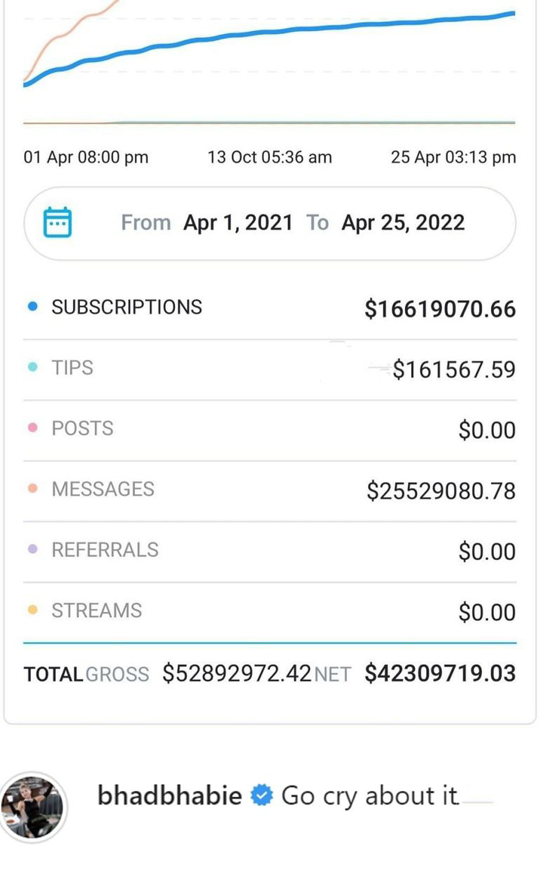 01 Apr 08:00 pm 13 Oct 05:36 am 25 Apr 03:13 pm
From Apr 1, 2021 To Apr 25, 2022
SUBSCRIPTIONS $16619070.66
TIPS $161567.59
POSTS $0.00
MESSAGES $25529080.78
REFERRALS $0.00
STREAMS $0.00
TOTAL GROSS $52892972.42 NET $42309719.03
bhadbhabie Go cry about it